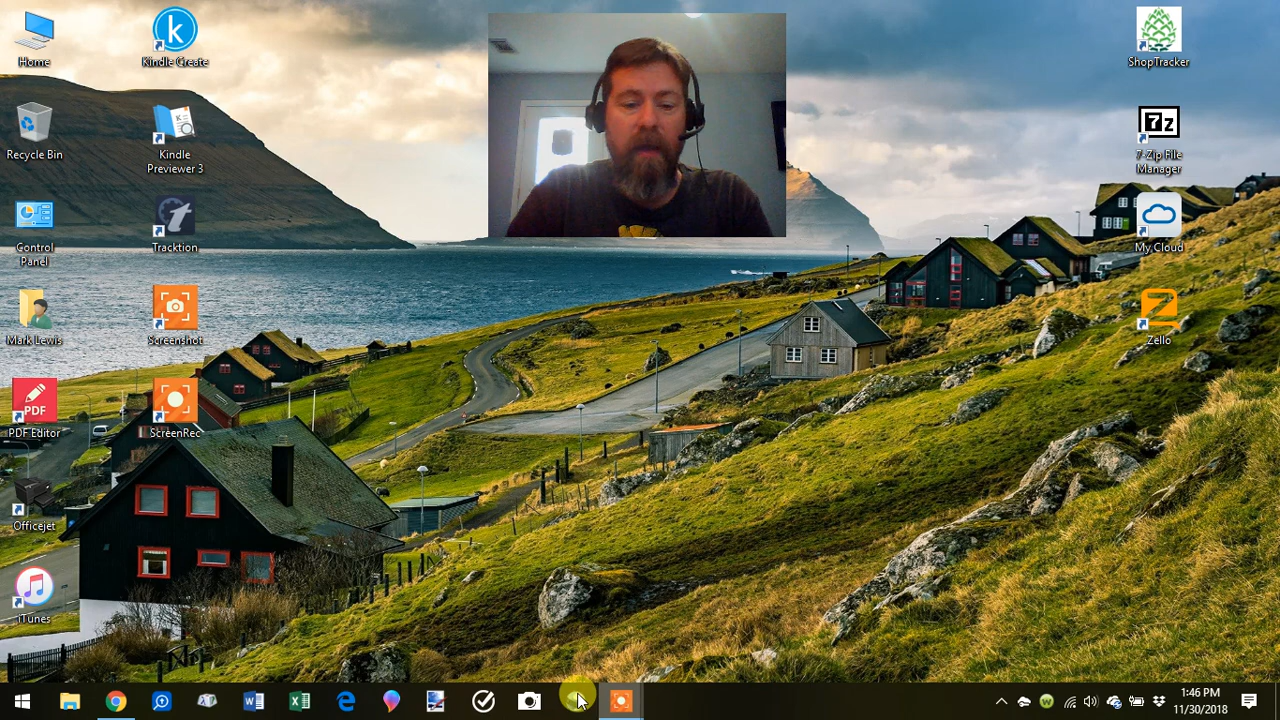 Home
Kindle Create
ShopTracker
Recycle Bin
Kindle
Previewer 3
7z
7-Zip File
Manager
Control
Panel
Tracktion
My Cloud
Mark Lewis
Screenshot
Zello
PDF
PDF Editor
ScreenRec
Officejet
iTunes
1:46 PM
11/30/2018